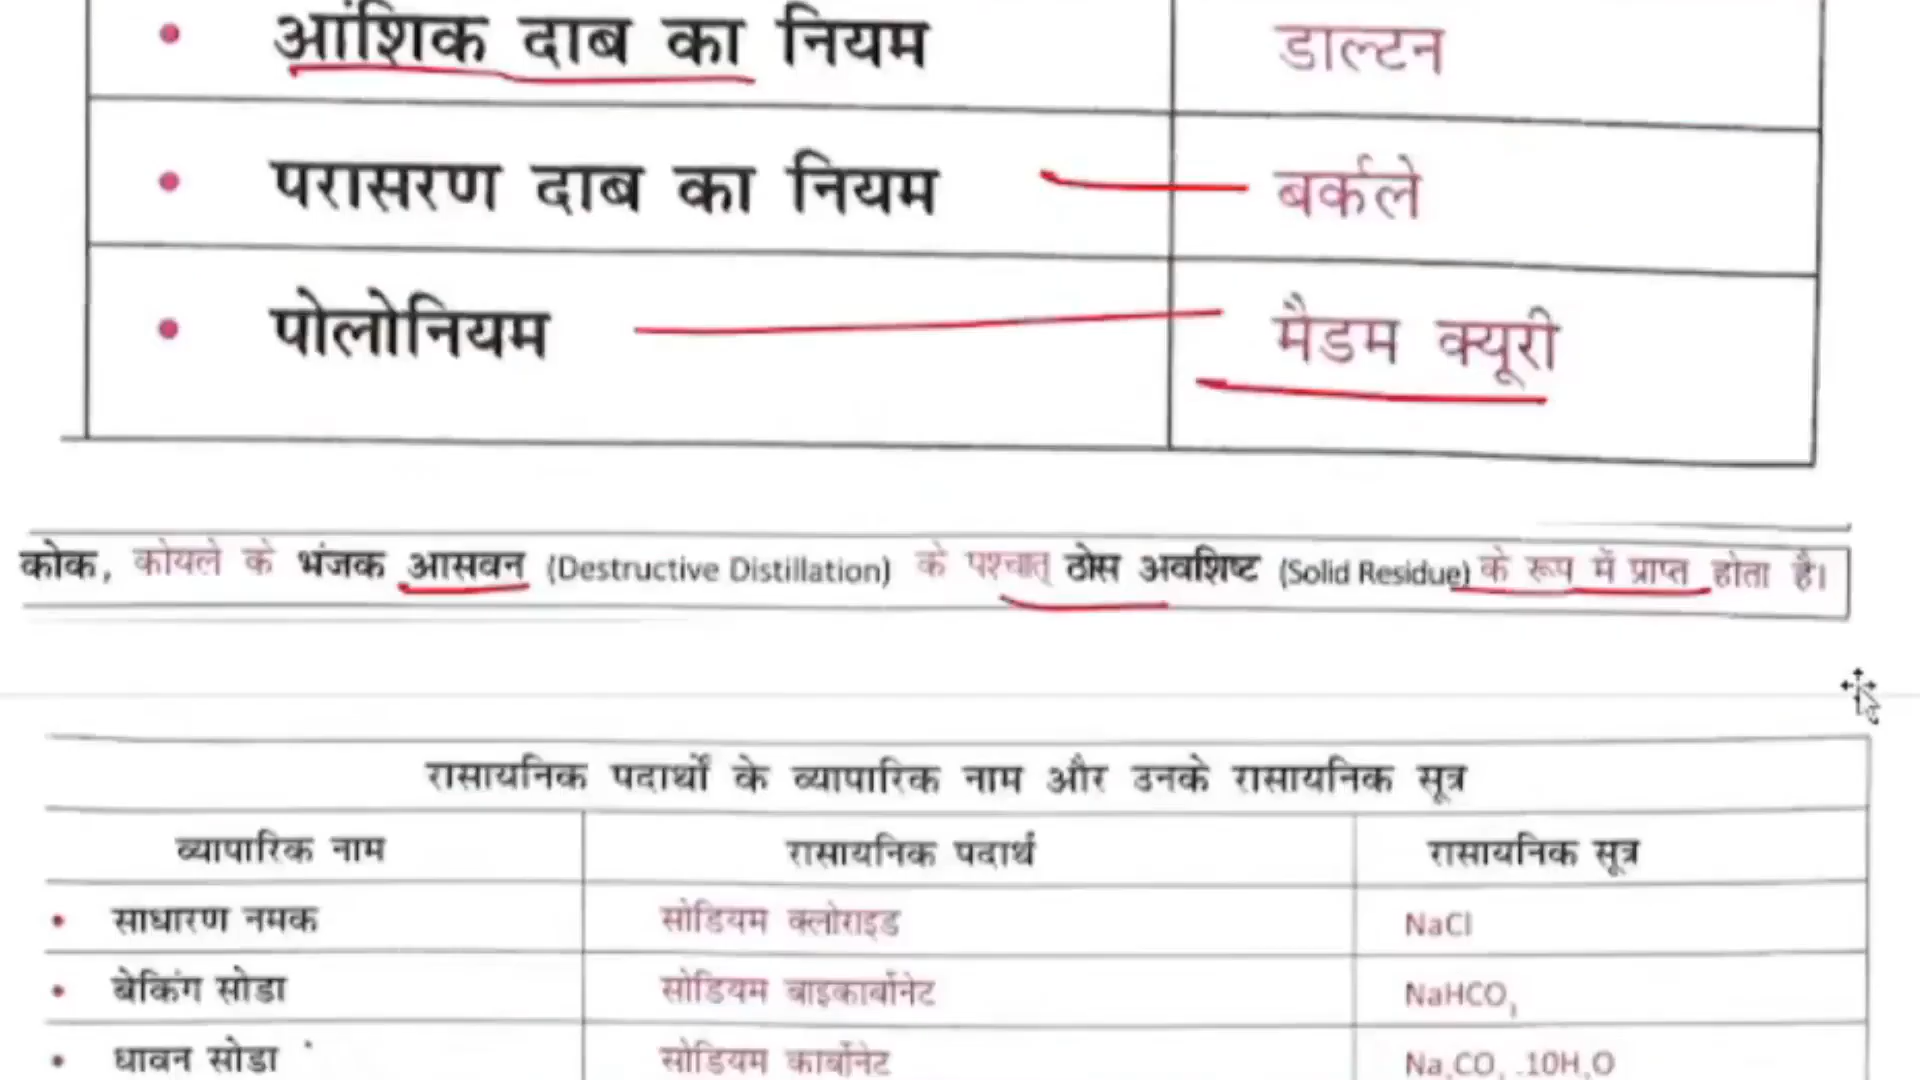 • आंशिक दाब का नियम डाल्टन
• परासरण दाब का नियम बर्कले
• पोलोनियम मैडम क्यूरी
कोक, कोयले के भंजक आसवन (Destructive Distillation) के पश्चात् ठोस अवशिष्ट (Solid Residue) के रूप में प्राप्त होता है।
रासायनिक पदार्थों के व्यापारिक नाम और उनके रासायनिक सूत्र
व्यापारिक नाम रासायनिक पदार्थ रासायनिक सूत्र
• साधारण नमक सोडियम क्लोराइड NaCl
• बेकिंग सोडा सोडियम बाइकार्बोनेट NaHCO₃
• धावन सोडा सोडियम कार्बोनेट Na₂CO₃.10H₂O